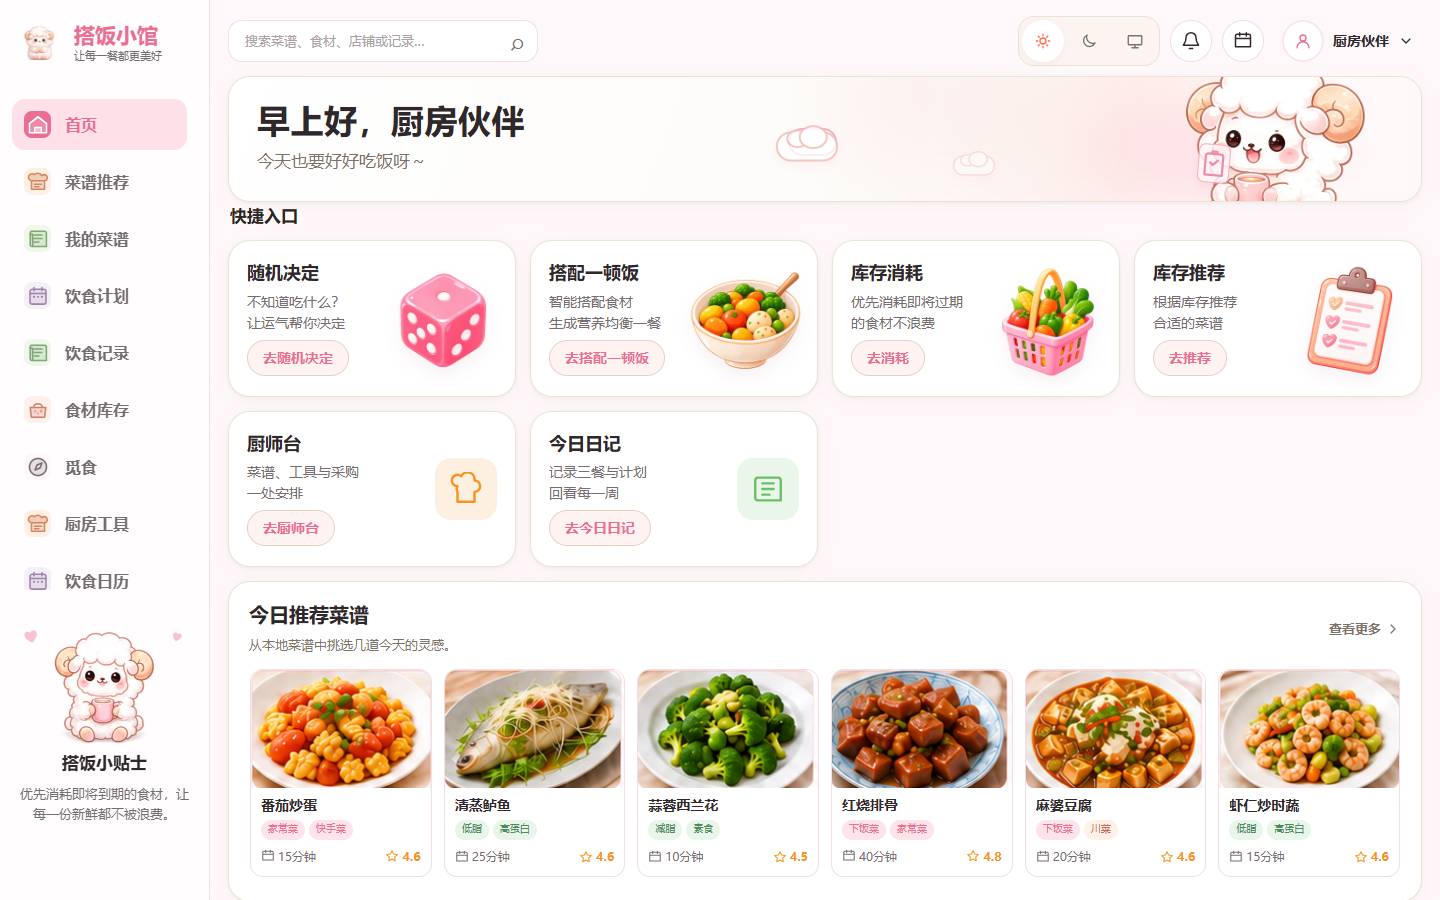 搭饭小馆
让每一餐都更美好
首页
菜谱推荐
我的菜谱
饮食计划
饮食记录
食材库存
觅食
厨房工具
饮食日历
搭饭小贴士
优先消耗即将到期的食材，让
每一份新鲜都不被浪费。
搜索菜谱、食材、店铺或记录...
厨房伙伴
早上好，厨房伙伴
今天也要好好吃饭呀～
快捷入口
随机决定
不知道吃什么？
让运气帮你决定
去随机决定
搭配一顿饭
智能搭配食材
生成营养均衡一餐
去搭配一顿饭
库存消耗
优先消耗即将过期
的食材不浪费
去消耗
库存推荐
根据库存推荐
合适的菜谱
去推荐
厨师台
菜谱、工具与采购
一处安排
去厨师台
今日日记
记录三餐与计划
回看每一周
去今日日记
今日推荐菜谱
从本地菜谱中挑选几道今天的灵感。
查看更多
番茄炒蛋
家常菜 快手菜
15分钟 4.6
清蒸鲈鱼
低脂 高蛋白
25分钟 4.6
蒜蓉西兰花
减脂 素食
10分钟 4.5
红烧排骨
下饭菜 家常菜
40分钟 4.8
麻婆豆腐
下饭菜 川菜
20分钟 4.6
虾仁炒时蔬
低脂 高蛋白
15分钟 4.6